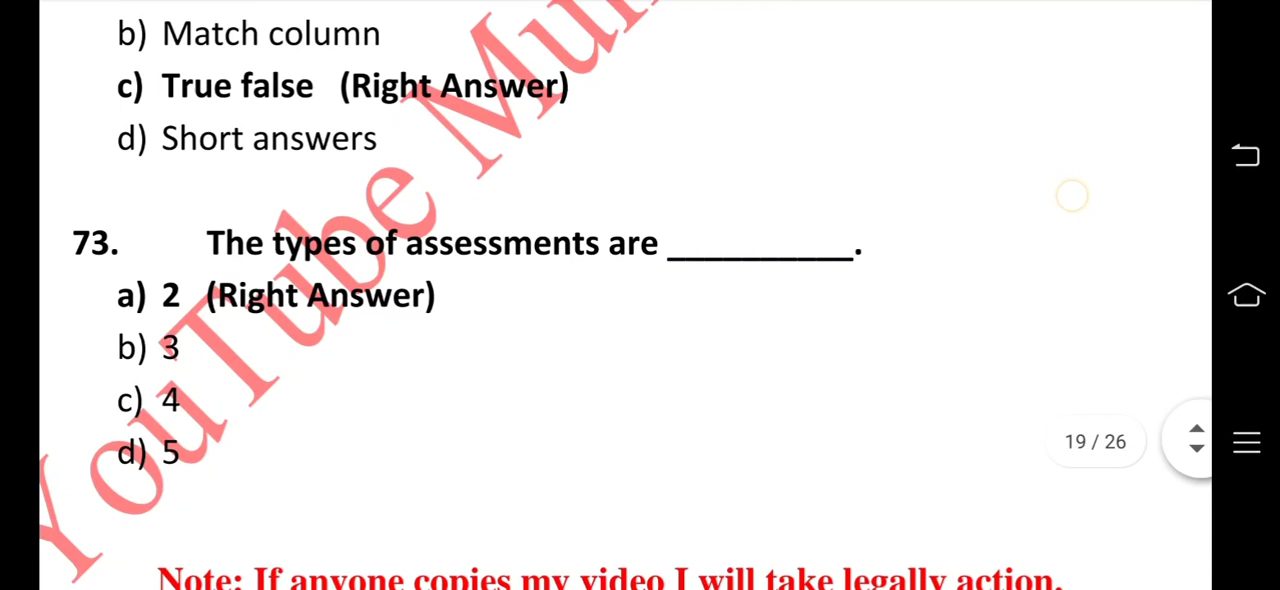 b) Match column
c) True false (Right Answer)
d) Short answers
73. The types of assessments are __________.
a) 2 (Right Answer)
b) 3
c) 4
d) 5
19 / 26
Note: If anyone copies my video I will take legally action.
YouTube